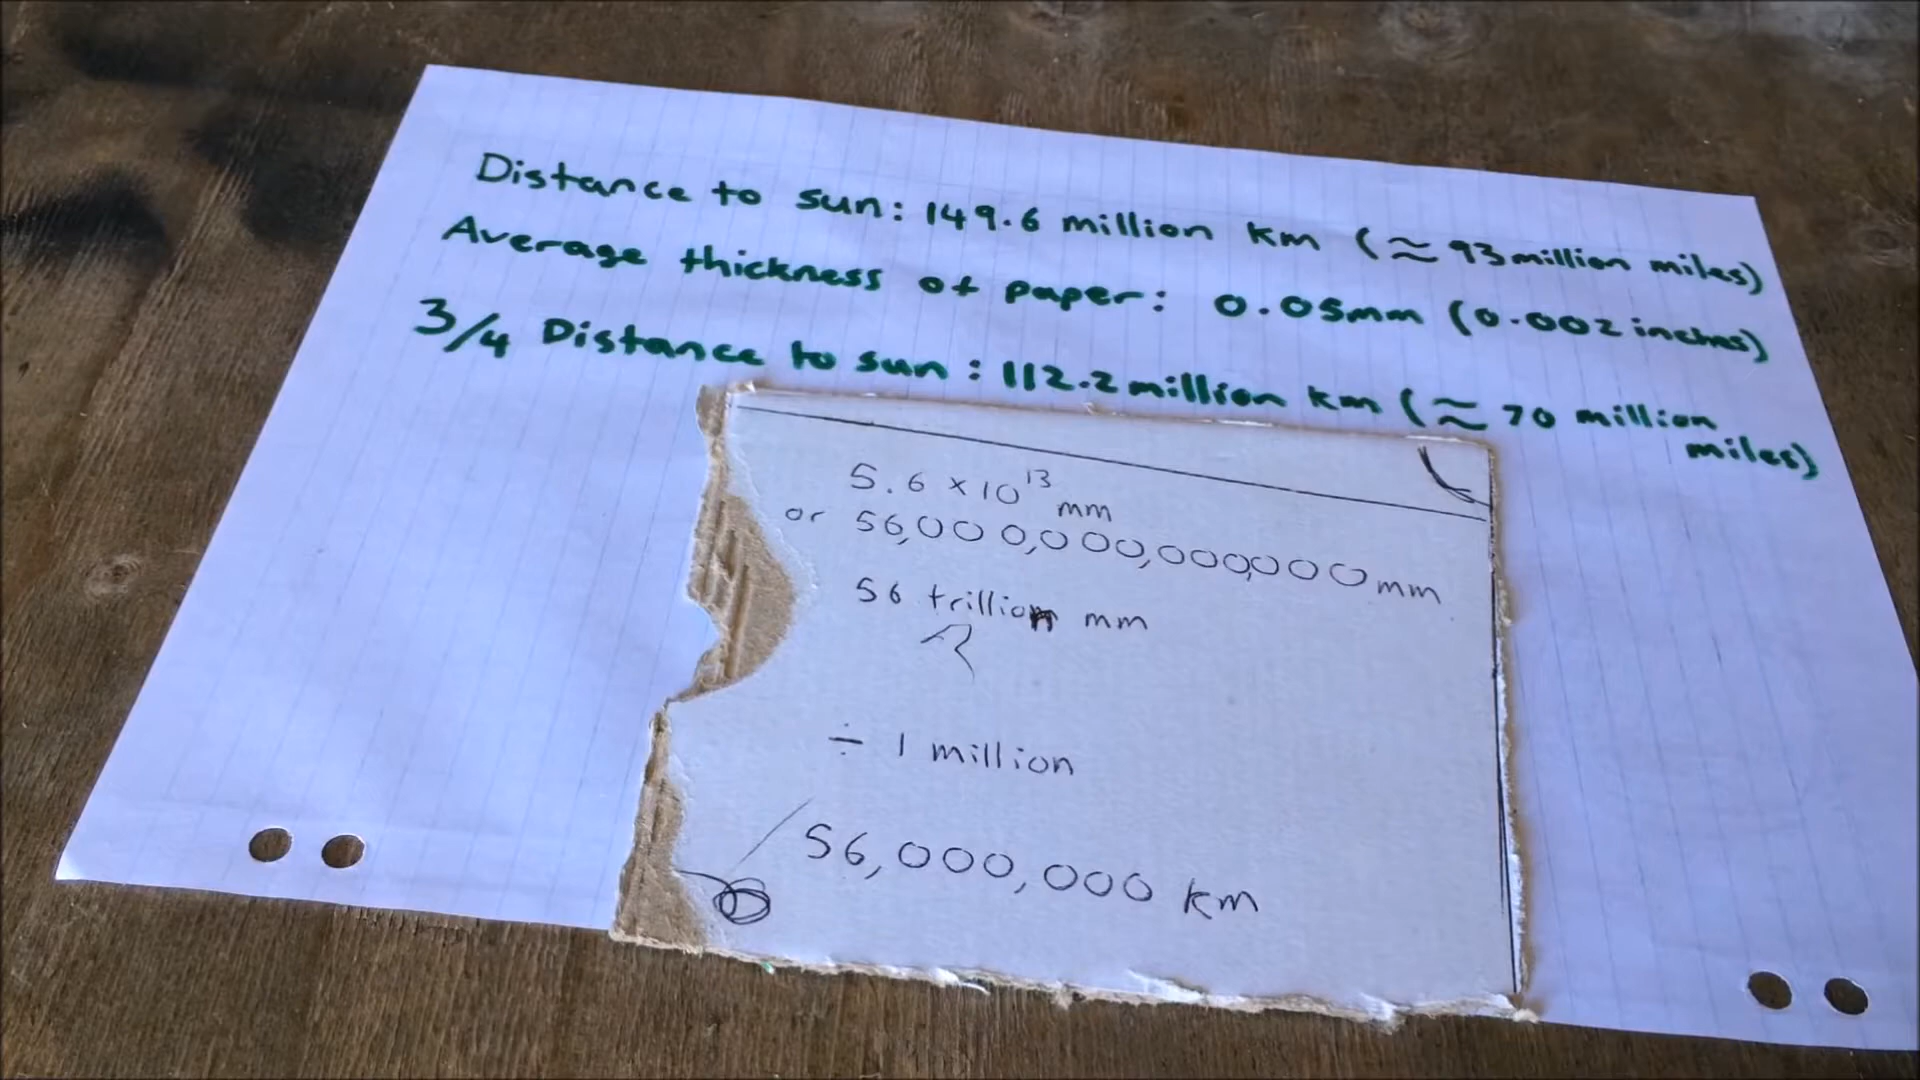 Distance to sun: 149.6 million km (≈ 93 million miles)
Average thickness of paper: 0.05mm (0.002 inches)
3/4 Distance to sun: 112.2 million km (≈ 70 million
miles)
5.6 × 10¹³ mm
or 56,000,000,000,000 mm
56 trillion mm
÷ 1 million
56,000,000 km